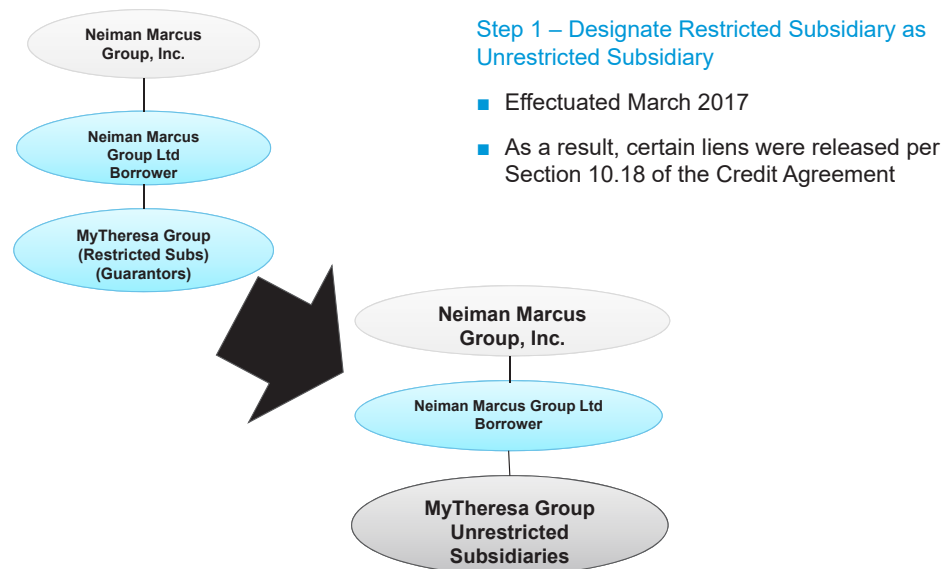 Neiman Marcus
Group, Inc.
Neiman Marcus
Group Ltd
Borrower
MyTheresa Group
(Restricted Subs)
(Guarantors)
Step 1 – Designate Restricted Subsidiary as
Unrestricted Subsidiary
■ Effectuated March 2017
■ As a result, certain liens were released per
Section 10.18 of the Credit Agreement
Neiman Marcus
Group, Inc.
Neiman Marcus Group Ltd
Borrower
MyTheresa Group
Unrestricted
Subsidiaries